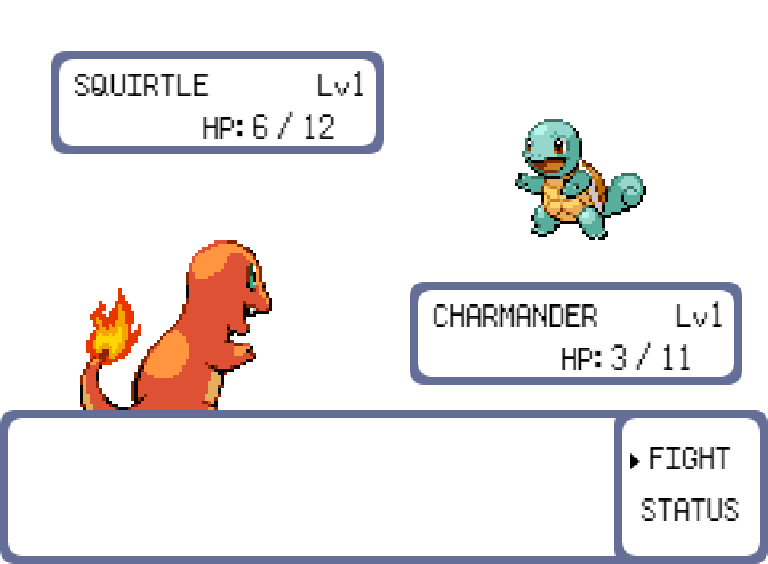 SQUIRTLE Lv1
HP: 6 / 12
CHARMANDER Lv1
HP: 3 / 11
FIGHT
STATUS